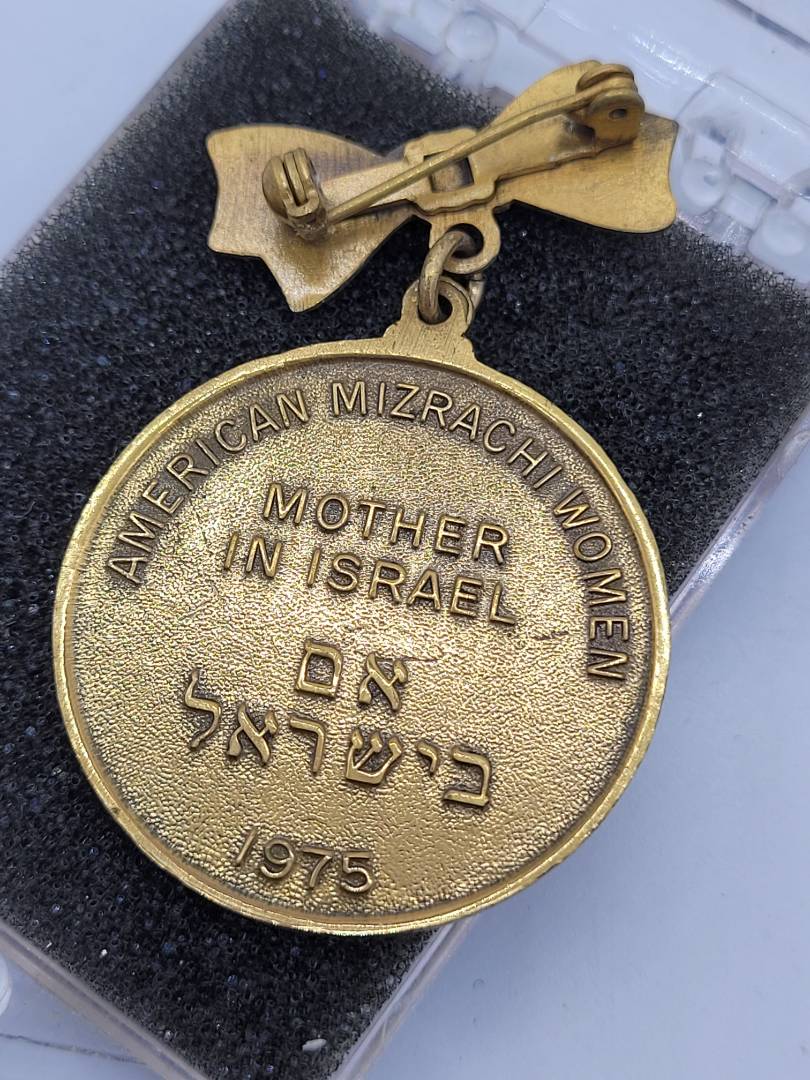 AMERICAN MIZRACHI WOMEN
MOTHER
IN ISRAEL
אם
בישראל
1975